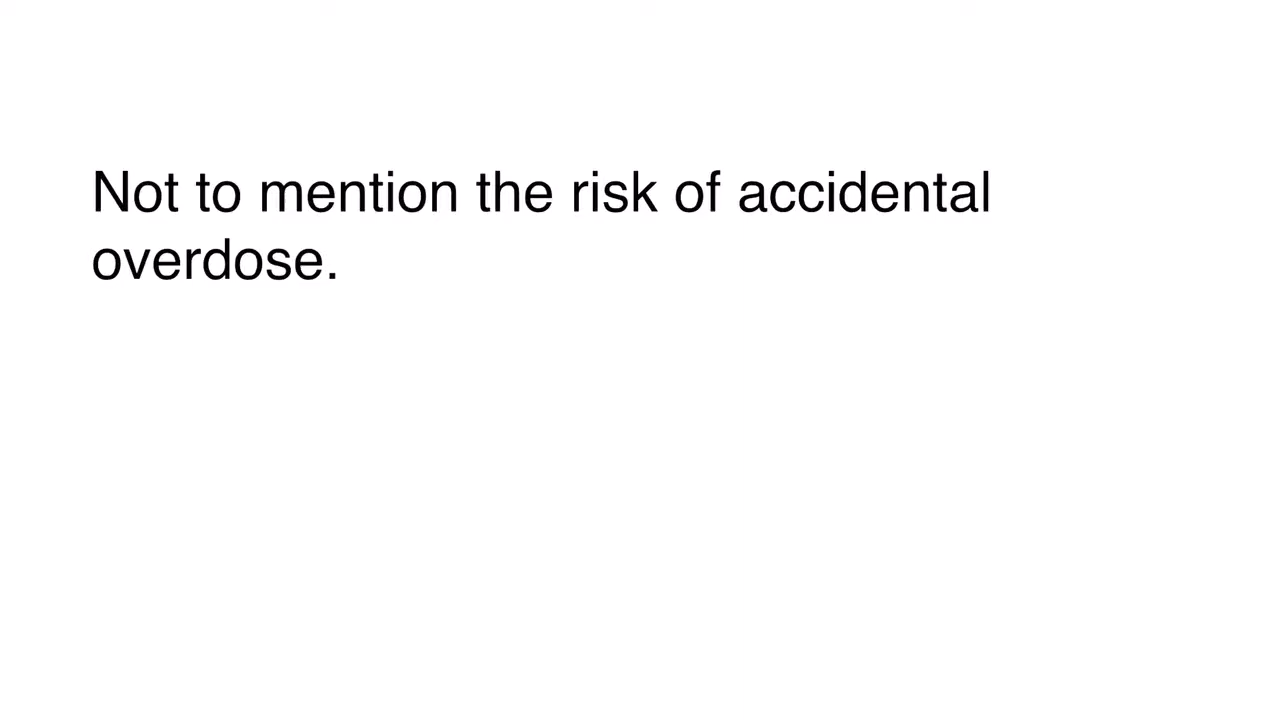 Not to mention the risk of accidental
overdose.